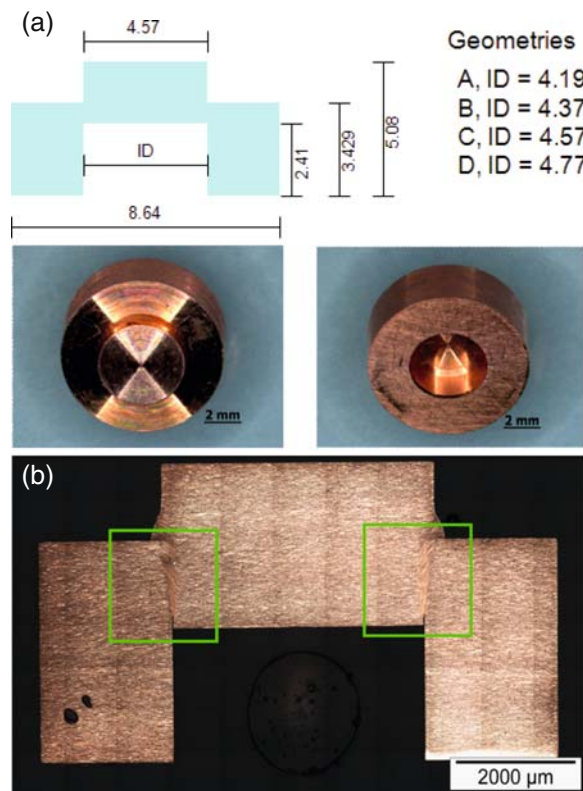 (a)
4.57
Geometries
A, ID = 4.19
B, ID = 4.37
C, ID = 4.57
D, ID = 4.77
ID
2.41
3.429
5.08
8.64
2 mm
2 mm
(b)
2000 μm